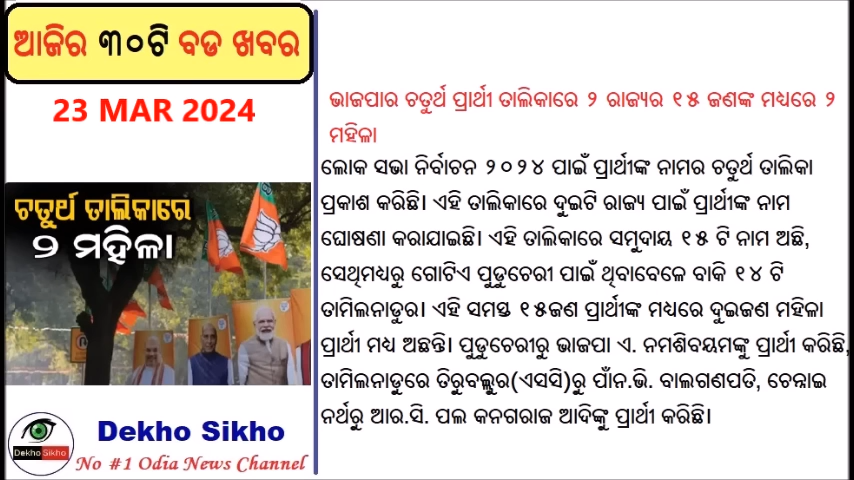 ଆଜିର ୩୦ଟି ବଡ ଖବର
23 MAR 2024
ଚତୁର୍ଥ ତାଲିକାରେ
୨ ମହିଳା
Dekho Sikho
Dekho Sikho
No #1 Odia News Channel
ଭାଜପାର ଚତୁର୍ଥ ପ୍ରାର୍ଥୀ ତାଲିକାରେ ୨ ରାଜ୍ୟର ୧୫ ଜଣଙ୍କ ମଧ୍ୟରେ ୨
ମହିଳା
ଲୋକ ସଭା ନିର୍ବାଚନ ୨୦୨୪ ପାଇଁ ପ୍ରାର୍ଥୀଙ୍କ ନାମର ଚତୁର୍ଥ ତାଲିକା
ପ୍ରକାଶ କରିଛି। ଏହି ତାଲିକାରେ ଦୁଇଟି ରାଜ୍ୟ ପାଇଁ ପ୍ରାର୍ଥୀଙ୍କ ନାମ
ଘୋଷଣା କରାଯାଇଛି। ଏହି ତାଲିକାରେ ସମୁଦାୟ ୧୫ ଟି ନାମ ଅଛି,
ସେଥିମଧ୍ୟରୁ ଗୋଟିଏ ପୁଡୁଚେରୀ ପାଇଁ ଥିବାବେଳେ ବାକି ୧୪ ଟି
ତାମିଲନାଡୁର। ଏହି ସମସ୍ତ ୧୫ଜଣ ପ୍ରାର୍ଥୀଙ୍କ ମଧ୍ୟରେ ଦୁଇଜଣ ମହିଳା
ପ୍ରାର୍ଥୀ ମଧ୍ୟ ଅଛନ୍ତି। ପୁଡୁଚେରୀରୁ ଭାଜପା ଏ. ନମଶିବୟମଙ୍କୁ ପ୍ରାର୍ଥୀ କରିଛି,
ତାମିଲନାଡୁରେ ତିରୁବଲ୍ଲୁର(ଏସସି)ରୁ ପାଁନ.ଭି. ବାଲଗଣପତି, ଚେନ୍ନାଇ
ନର୍ଥରୁ ଆର.ସି. ପଲ କନଗରାଜ ଆଦିଙ୍କୁ ପ୍ରାର୍ଥୀ କରିଛି।